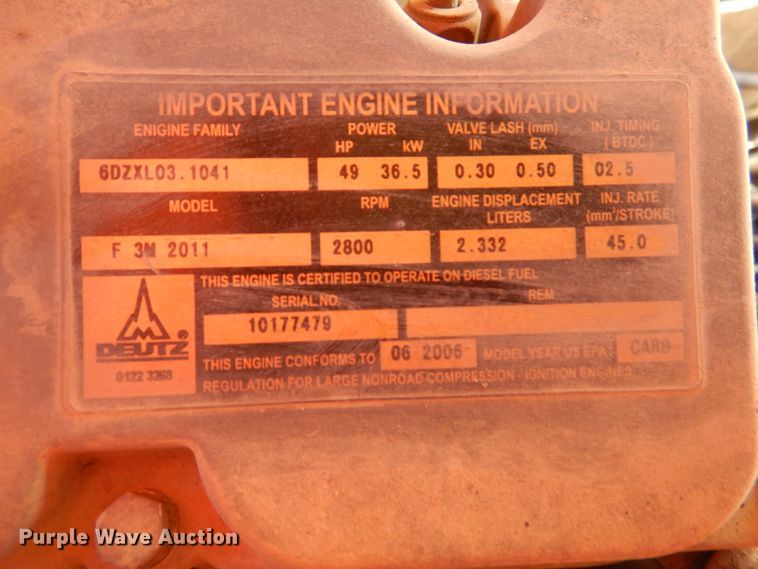 IMPORTANT ENGINE INFORMATION
ENIGINE FAMILY POWER VALVE LASH (mm) INJ. TIMING
HP kW IN EX (BTDC)
6DZXL03.1041 49 36.5 0.30 0.50 02.5
MODEL RPM ENGINE DISPLACEMENT INJ. RATE
LITERS (mm³/STROKE)
F 3M 2011 2800 2.332 45.0
THIS ENGINE IS CERTIFIED TO OPERATE ON DIESEL FUEL
SERIAL NO. REM
10177479
DEUTZ®
0122 3268
THIS ENGINE CONFORMS TO 06 2006 MODEL YEAR US EPA CARB
REGULATION FOR LARGE NONROAD COMPRESSION - IGNITION ENGINES
Purple Wave Auction